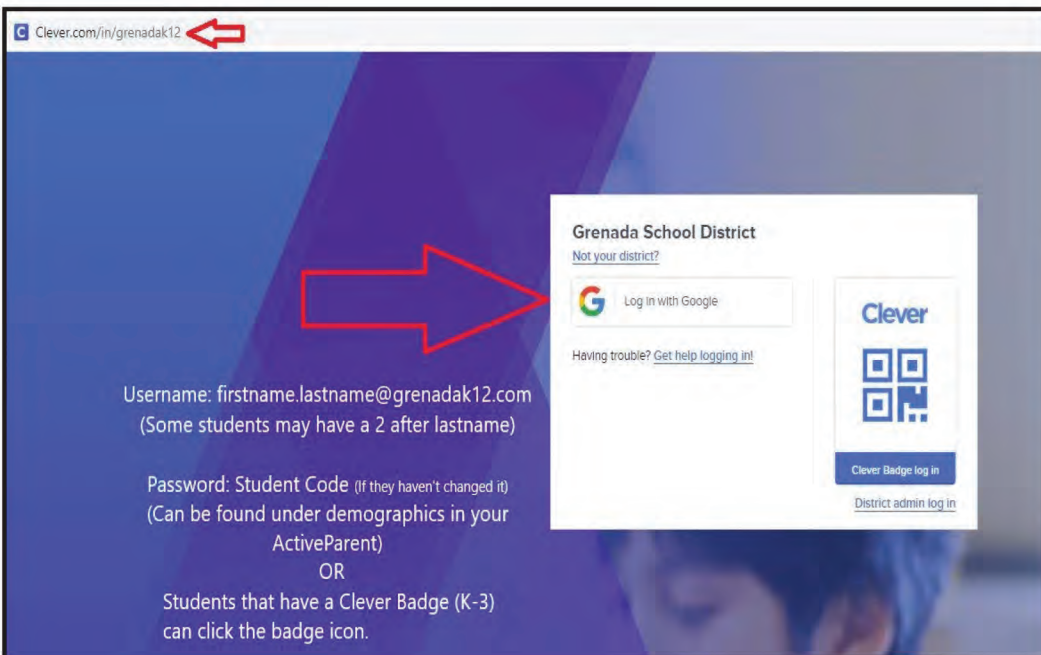 Clever.com/in/grenadak12
Grenada School District
Not your district?
Log in with Google
Having trouble? Get help logging in!
Clever
Clever Badge log in
District admin log in
Username: firstname.lastname@grenadak12.com
(Some students may have a 2 after lastname)
Password: Student Code (If they haven't changed it)
(Can be found under demographics in your
ActiveParent)
OR
Students that have a Clever Badge (K-3)
can click the badge icon.